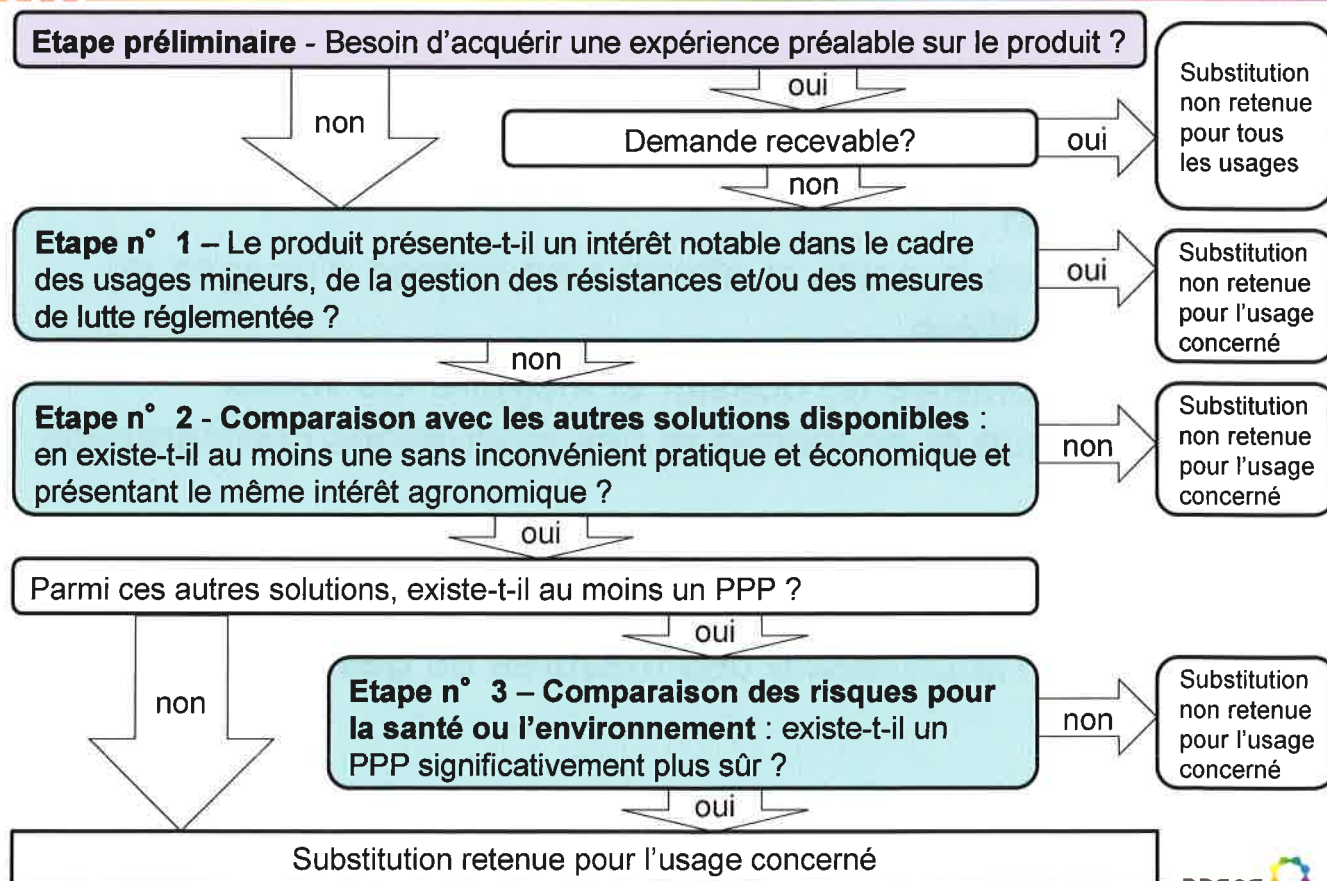 Etape préliminaire - Besoin d'acquérir une expérience préalable sur le produit ?
oui
non
Demande recevable?
oui
Substitution
non retenue
pour tous
les usages
non
Etape n° 1 – Le produit présente-t-il un intérêt notable dans le cadre
des usages mineurs, de la gestion des résistances et/ou des mesures
de lutte réglementée ?
oui
Substitution
non retenue
pour l'usage
concerné
non
Etape n° 2 - Comparaison avec les autres solutions disponibles :
en existe-t-il au moins une sans inconvénient pratique et économique et
présentant le même intérêt agronomique ?
non
Substitution
non retenue
pour l'usage
concerné
oui
Parmi ces autres solutions, existe-t-il au moins un PPP ?
oui
non
Etape n° 3 – Comparaison des risques pour
la santé ou l'environnement : existe-t-il un
PPP significativement plus sûr ?
non
Substitution
non retenue
pour l'usage
concerné
oui
Substitution retenue pour l'usage concerné